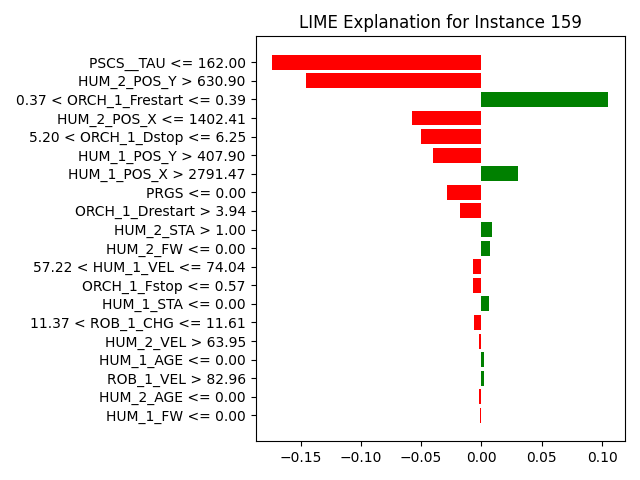 LIME Explanation for Instance 159
PSCS__TAU <= 162.00
HUM_2_POS_Y > 630.90
0.37 < ORCH_1_Frestart <= 0.39
HUM_2_POS_X <= 1402.41
5.20 < ORCH_1_Dstop <= 6.25
HUM_1_POS_Y > 407.90
HUM_1_POS_X > 2791.47
PRGS <= 0.00
ORCH_1_Drestart > 3.94
HUM_2_STA > 1.00
HUM_2_FW <= 0.00
57.22 < HUM_1_VEL <= 74.04
ORCH_1_Fstop <= 0.57
HUM_1_STA <= 0.00
11.37 < ROB_1_CHG <= 11.61
HUM_2_VEL > 63.95
HUM_1_AGE <= 0.00
ROB_1_VEL > 82.96
HUM_2_AGE <= 0.00
HUM_1_FW <= 0.00
−0.15 −0.10 −0.05 0.00 0.05 0.10